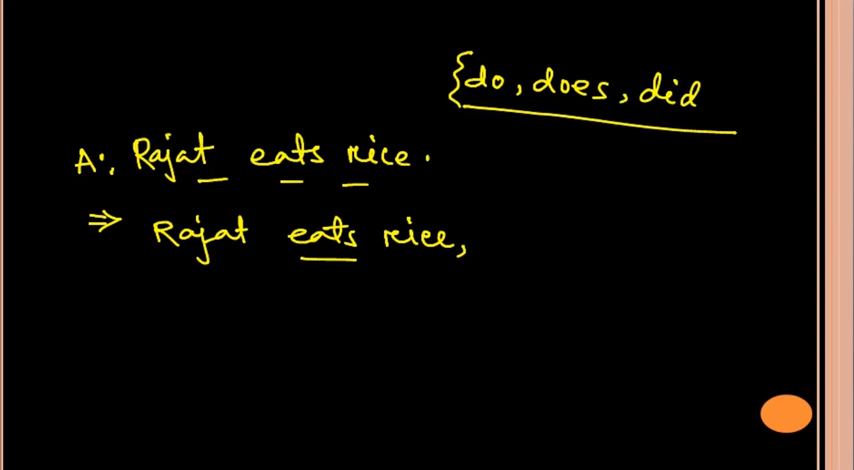 {do, does, did
A:. Rajat eats rice.
⇒ Rajat eats rice,